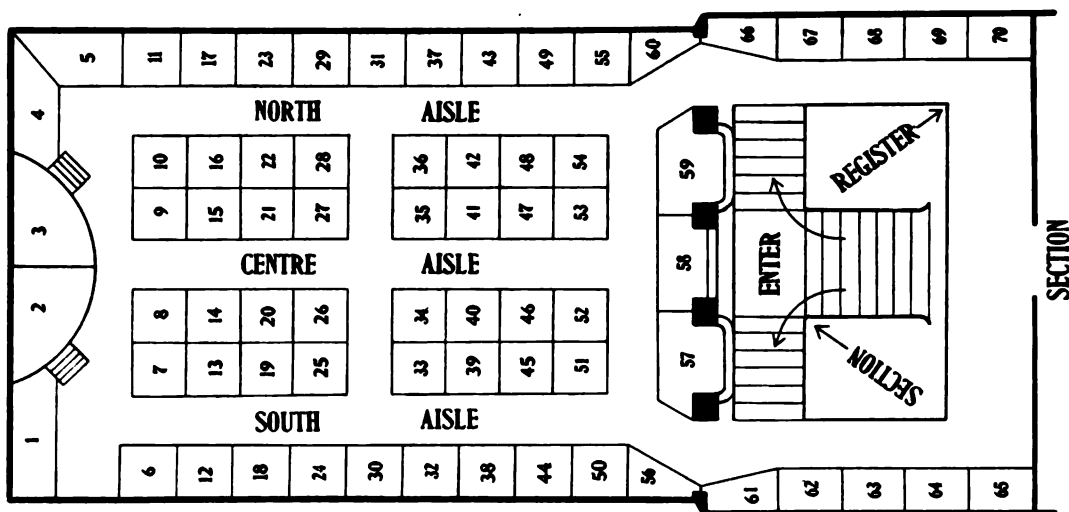 5 11 17 23 29 31 37 43 49 55 60 66 67 68 69 70
4
NORTH AISLE
10 16 22 28 36 42 48 54
9 15 21 27 35 41 47 53
3
59
REGISTER
CENTRE AISLE
58
ENTER
SECTION
2
8 14 20 26 34 40 46 52
7 13 19 25 33 39 45 51
57
SECTION
SOUTH AISLE
1
6 12 18 24 30 32 38 44 50 56 61 62 63 64 65